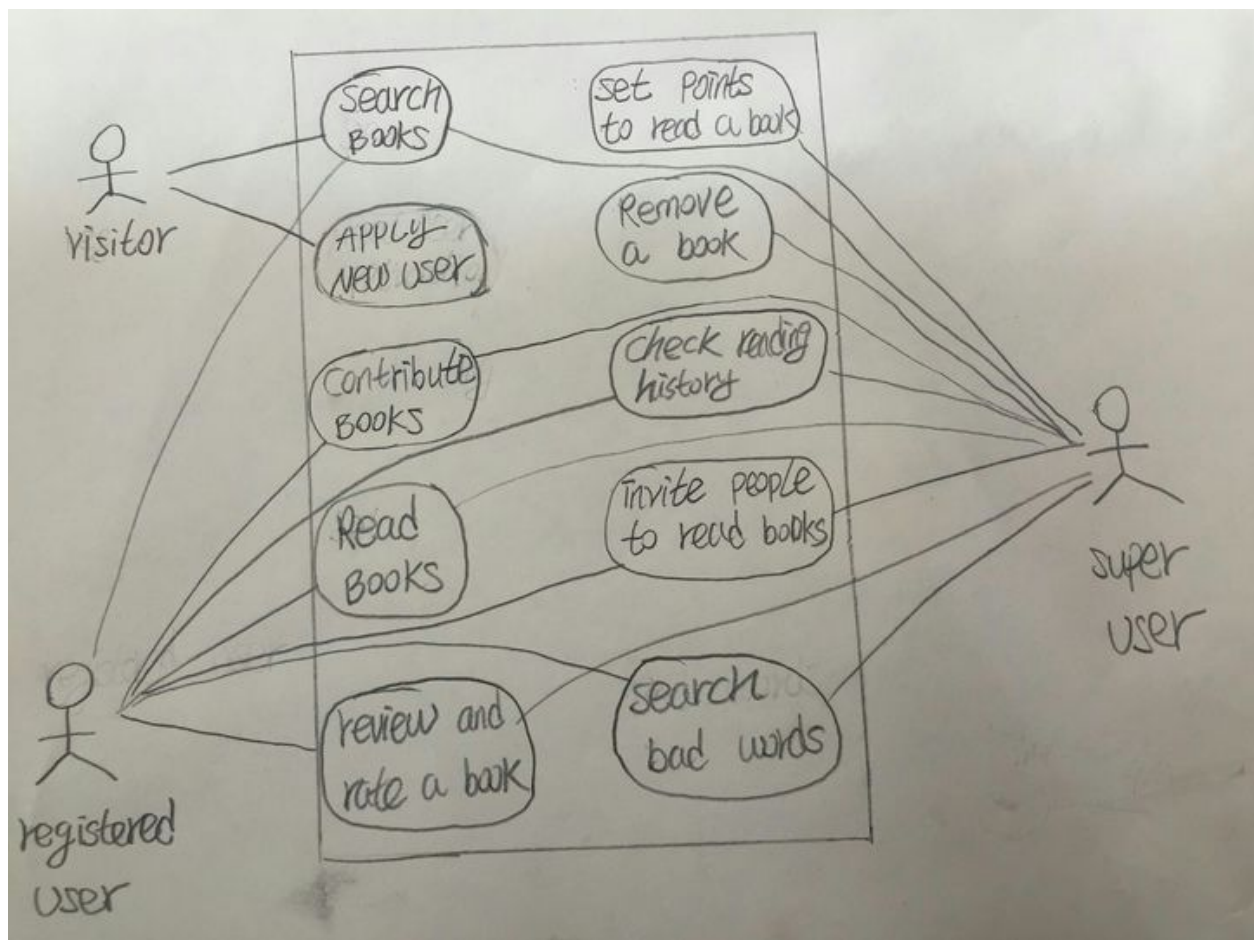 Search
BOOKS
set points
to read a book
visitor
APPLY
New user
Remove
a book
Contribute
BOOKS
check reading
history
Read
BOOKS
invite people
to read books
super
user
review and
rate a book
search
bad words
registered
user